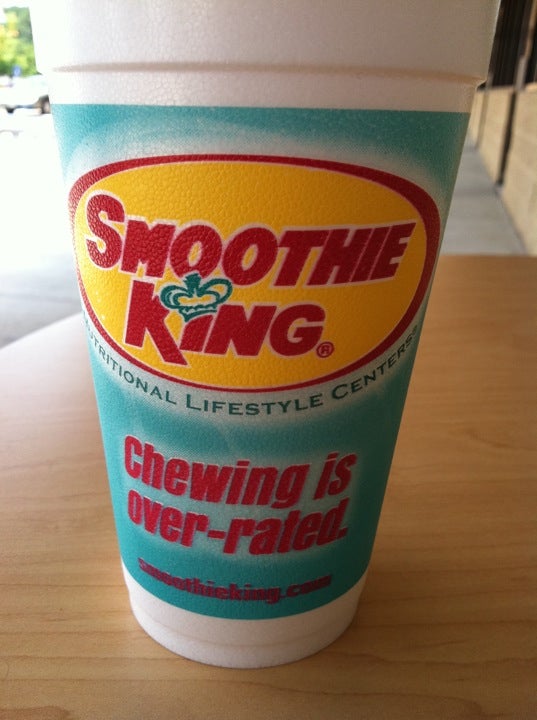 SMOOTHIE
KING®
NUTRITIONAL LIFESTYLE CENTERS®
Chewing is
over-rated.
smoothieking.com